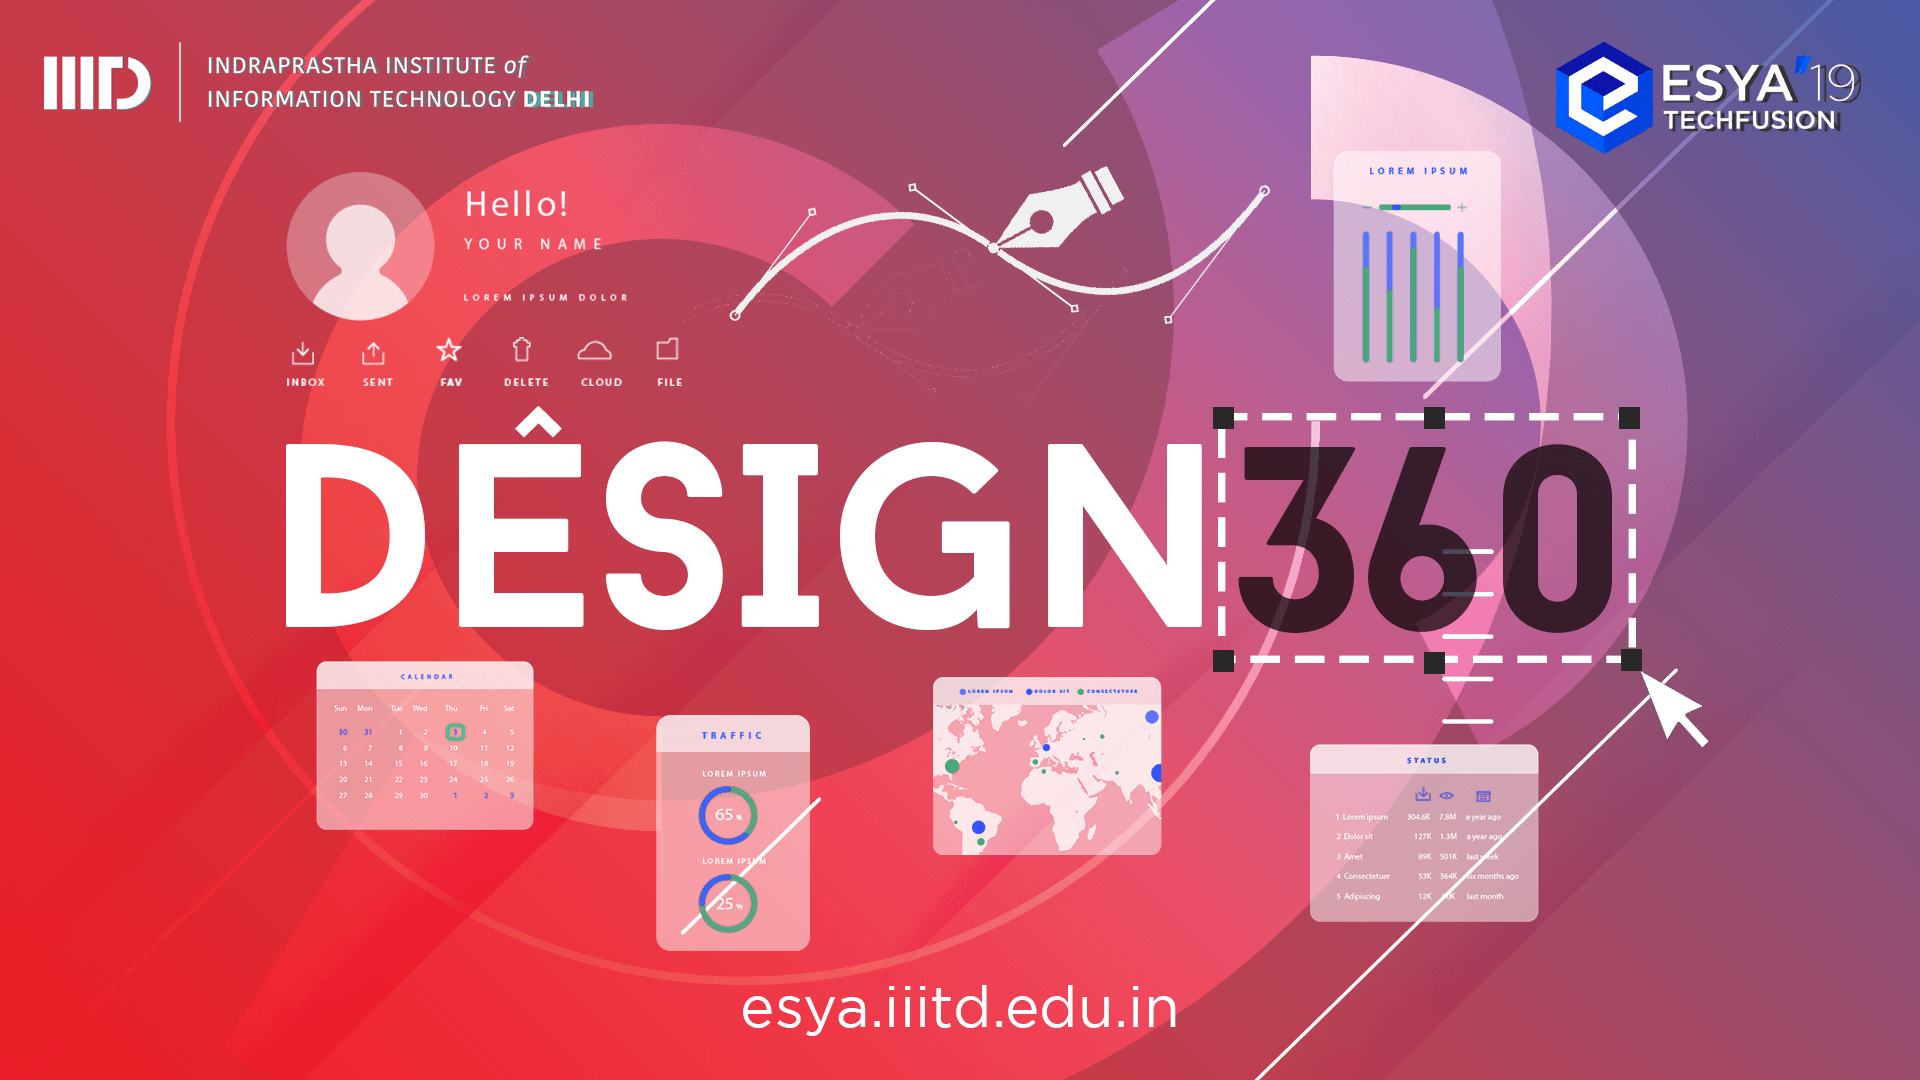 IIITD
INDRAPRASTHA INSTITUTE of
INFORMATION TECHNOLOGY DELHI
ESYA'19
TECHFUSION
Hello!
YOUR NAME
LOREM IPSUM DOLOR
INBOX SENT FAV DELETE CLOUD FILE
LOREM IPSUM
DÊSIGN360
CALENDAR
Sun Mon Tue Wed Thu Fri Sat
30 31 1 2 3 4 5
6 7 8 9 10 11 12
13 14 15 16 17 18 19
20 21 22 23 24 25 26
27 28 29 30 1 2 3
TRAFFIC
LOREM IPSUM
65 %
LOREM IPSUM
25 %
LOREM IPSUM DOLOR SIT CONSECTETUER
STATUS
1 Lorem ipsum 304.6K 7.8M a year ago
2 Dolor sit 127K 1.3M a year ago
3 Amet 89K 501K last week
4 Consectetuer 53K 364K six months ago
5 Adipiscing 12K last month
esya.iiitd.edu.in